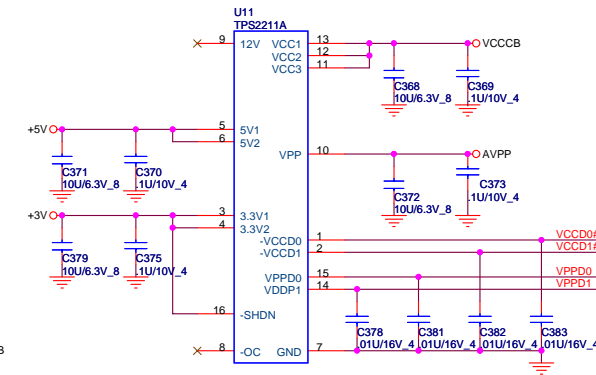 U11
TPS2211A
9 12V VCC1 13
VCC2 12
VCC3 11
VCCCB
C368
10U/6.3V_8
C369
.1U/10V_4
+5V
5 5V1
6 5V2
VPP 10
AVPP
C371
10U/6.3V_8
C370
.1U/10V_4
C372
10U/6.3V_8
C373
.1U/10V_4
+3V
3 3.3V1
4 3.3V2
-VCCD0 1
VCCD0#
-VCCD1 2
VCCD1#
C379
10U/6.3V_8
C375
.1U/10V_4
VPPD0 15
VPPD0
VDDP1 14
VPPD1
16 -SHDN
C378
.01U/16V_4
C381
.01U/16V_4
C382
.01U/16V_4
C383
.01U/16V_4
8 -OC GND 7